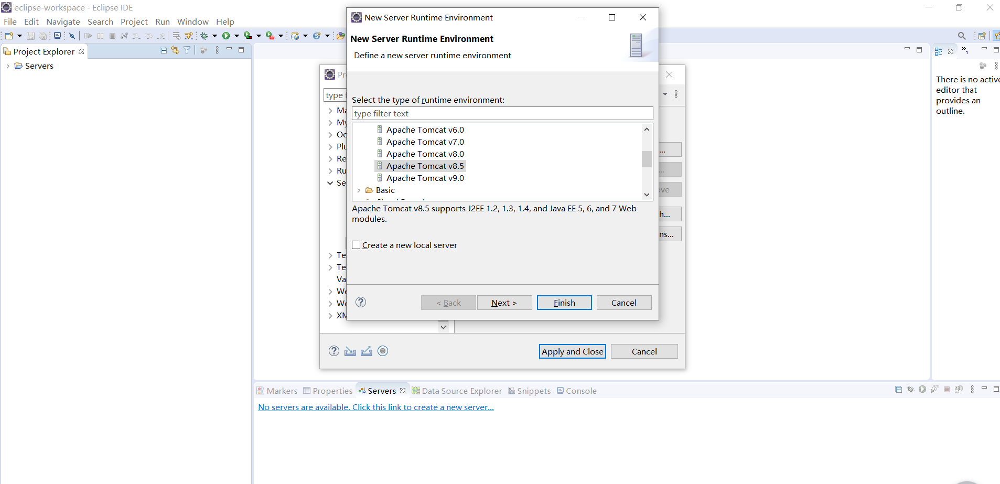 eclipse-workspace - Eclipse IDE
File Edit Navigate Search Project Run Window Help
Project Explorer
Servers
New Server Runtime Environment
New Server Runtime Environment
Define a new server runtime environment
Select the type of runtime environment:
type filter text
Apache Tomcat v6.0
Apache Tomcat v7.0
Apache Tomcat v8.0
Apache Tomcat v8.5
Apache Tomcat v9.0
Basic
Apache Tomcat v8.5 supports J2EE 1.2, 1.3, 1.4, and Java EE 5, 6, and 7 Web
modules.
Create a new local server
< Back Next > Finish Cancel
Pr
type f
Ma
My
Oo
Plu
Re
Ru
Se
Te
Te
Va
We
We
XM
...
...
ve
h...
ns...
Apply and Close Cancel
1
There is no active
editor that
provides an
outline.
Markers Properties Servers Data Source Explorer Snippets Console
No servers are available. Click this link to create a new server...